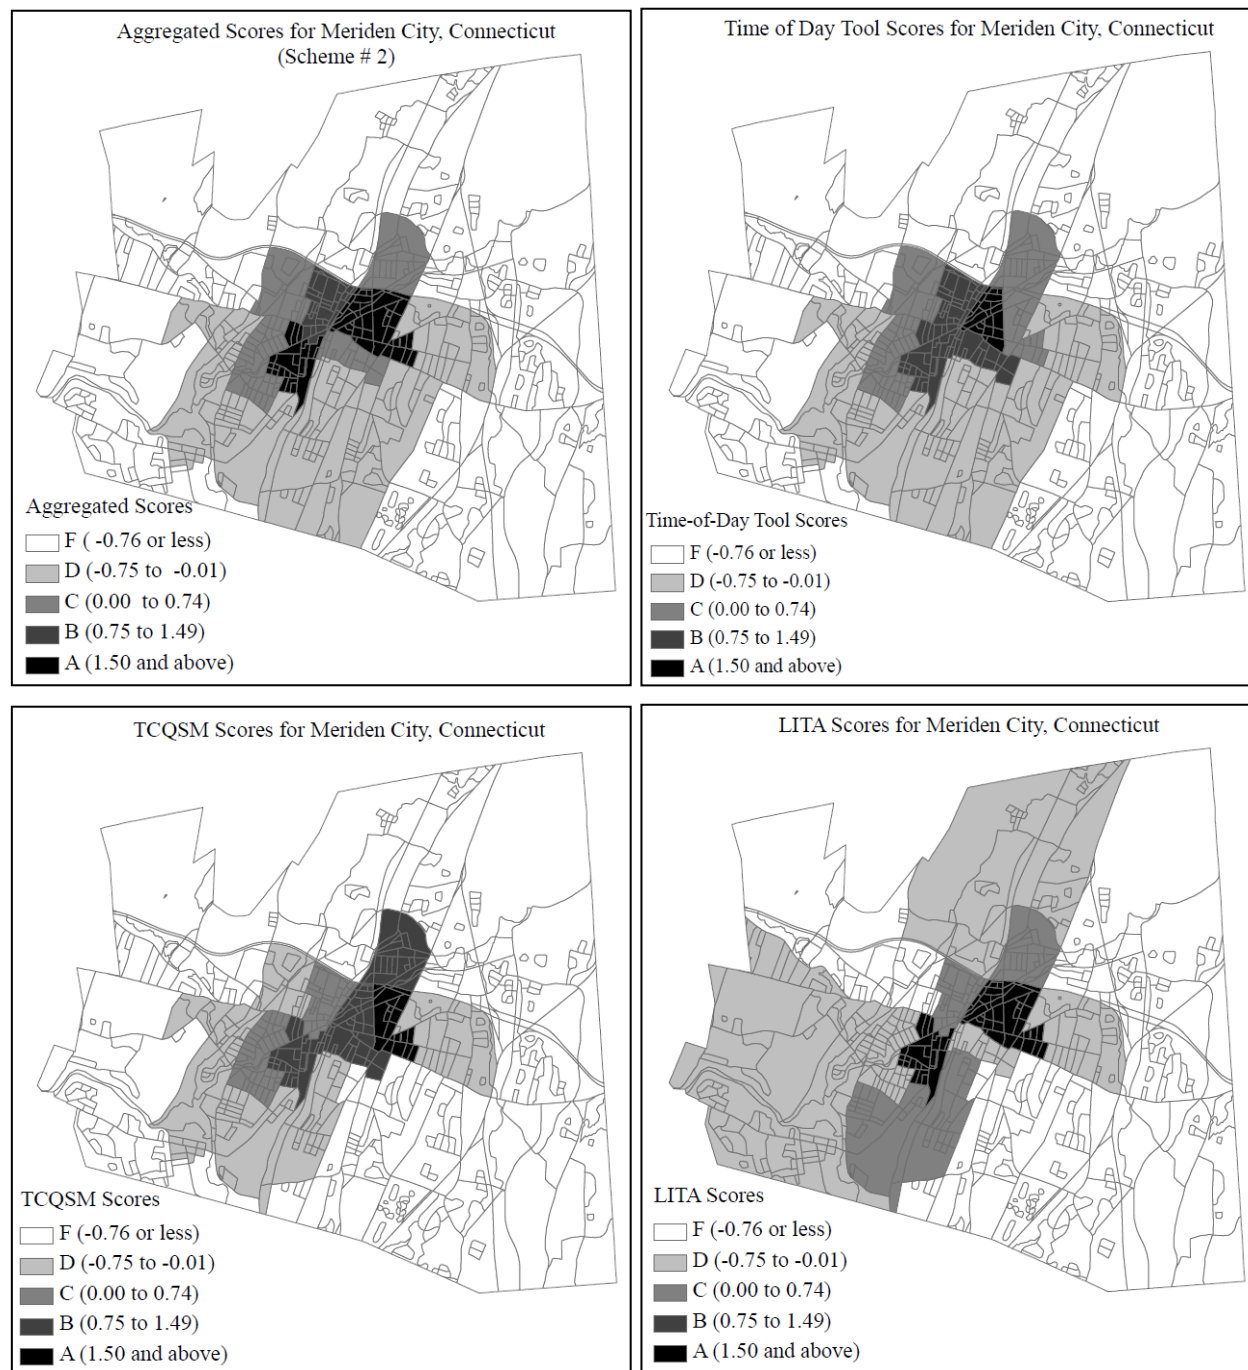 Aggregated Scores for Meriden City, Connecticut
(Scheme # 2)
Aggregated Scores
F ( -0.76 or less)
D (-0.75 to -0.01)
C (0.00 to 0.74)
B (0.75 to 1.49)
A (1.50 and above)
Time of Day Tool Scores for Meriden City, Connecticut
Time-of-Day Tool Scores
F (-0.76 or less)
D (-0.75 to -0.01)
C (0.00 to 0.74)
B (0.75 to 1.49)
A (1.50 and above)
TCQSM Scores for Meriden City, Connecticut
TCQSM Scores
F (-0.76 or less)
D (-0.75 to -0.01)
C (0.00 to 0.74)
B (0.75 to 1.49)
A (1.50 and above)
LITA Scores for Meriden City, Connecticut
LITA Scores
F (-0.76 or less)
D (-0.75 to -0.01)
C (0.00 to 0.74)
B (0.75 to 1.49)
A (1.50 and above)